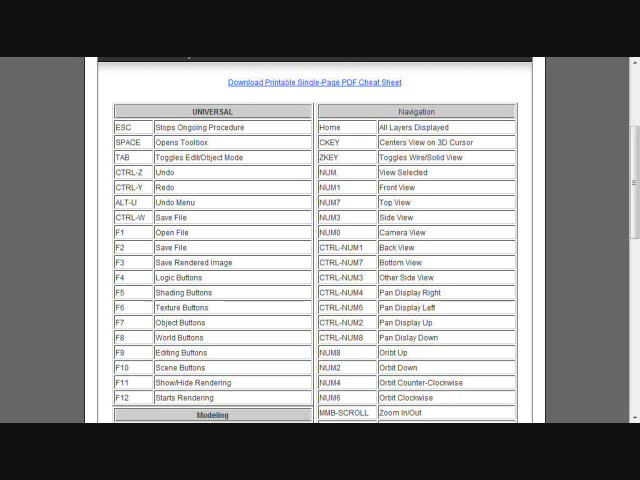 Download Printable Single-Page PDF Cheat Sheet
UNIVERSAL
ESC Stops Ongoing Procedure
SPACE Opens Toolbox
TAB Toggles Edit/Object Mode
CTRL-Z Undo
CTRL-Y Redo
ALT-U Undo Menu
CTRL-W Save File
F1 Open File
F2 Save File
F3 Save Rendered Image
F4 Logic Buttons
F5 Shading Buttons
F6 Texture Buttons
F7 Object Buttons
F8 World Buttons
F9 Editing Buttons
F10 Scene Buttons
F11 Show/Hide Rendering
F12 Starts Rendering
Modeling
Navigation
Home All Layers Displayed
CKEY Centers View on 3D Cursor
ZKEY Toggles Wire/Solid View
NUM. View Selected
NUM1 Front View
NUM7 Top View
NUM3 Side View
NUM0 Camera View
CTRL-NUM1 Back View
CTRL-NUM7 Bottom View
CTRL-NUM3 Other Side View
CTRL-NUM4 Pan Display Right
CTRL-NUM6 Pan Display Left
CTRL-NUM2 Pan Display Up
CTRL-NUM8 Pan Dislay Down
NUM8 Oribt Up
NUM2 Orbit Down
NUM4 Orbit Counter-Clockwise
NUM6 Orbit Clockwise
MMB-SCROLL Zoom In/Out